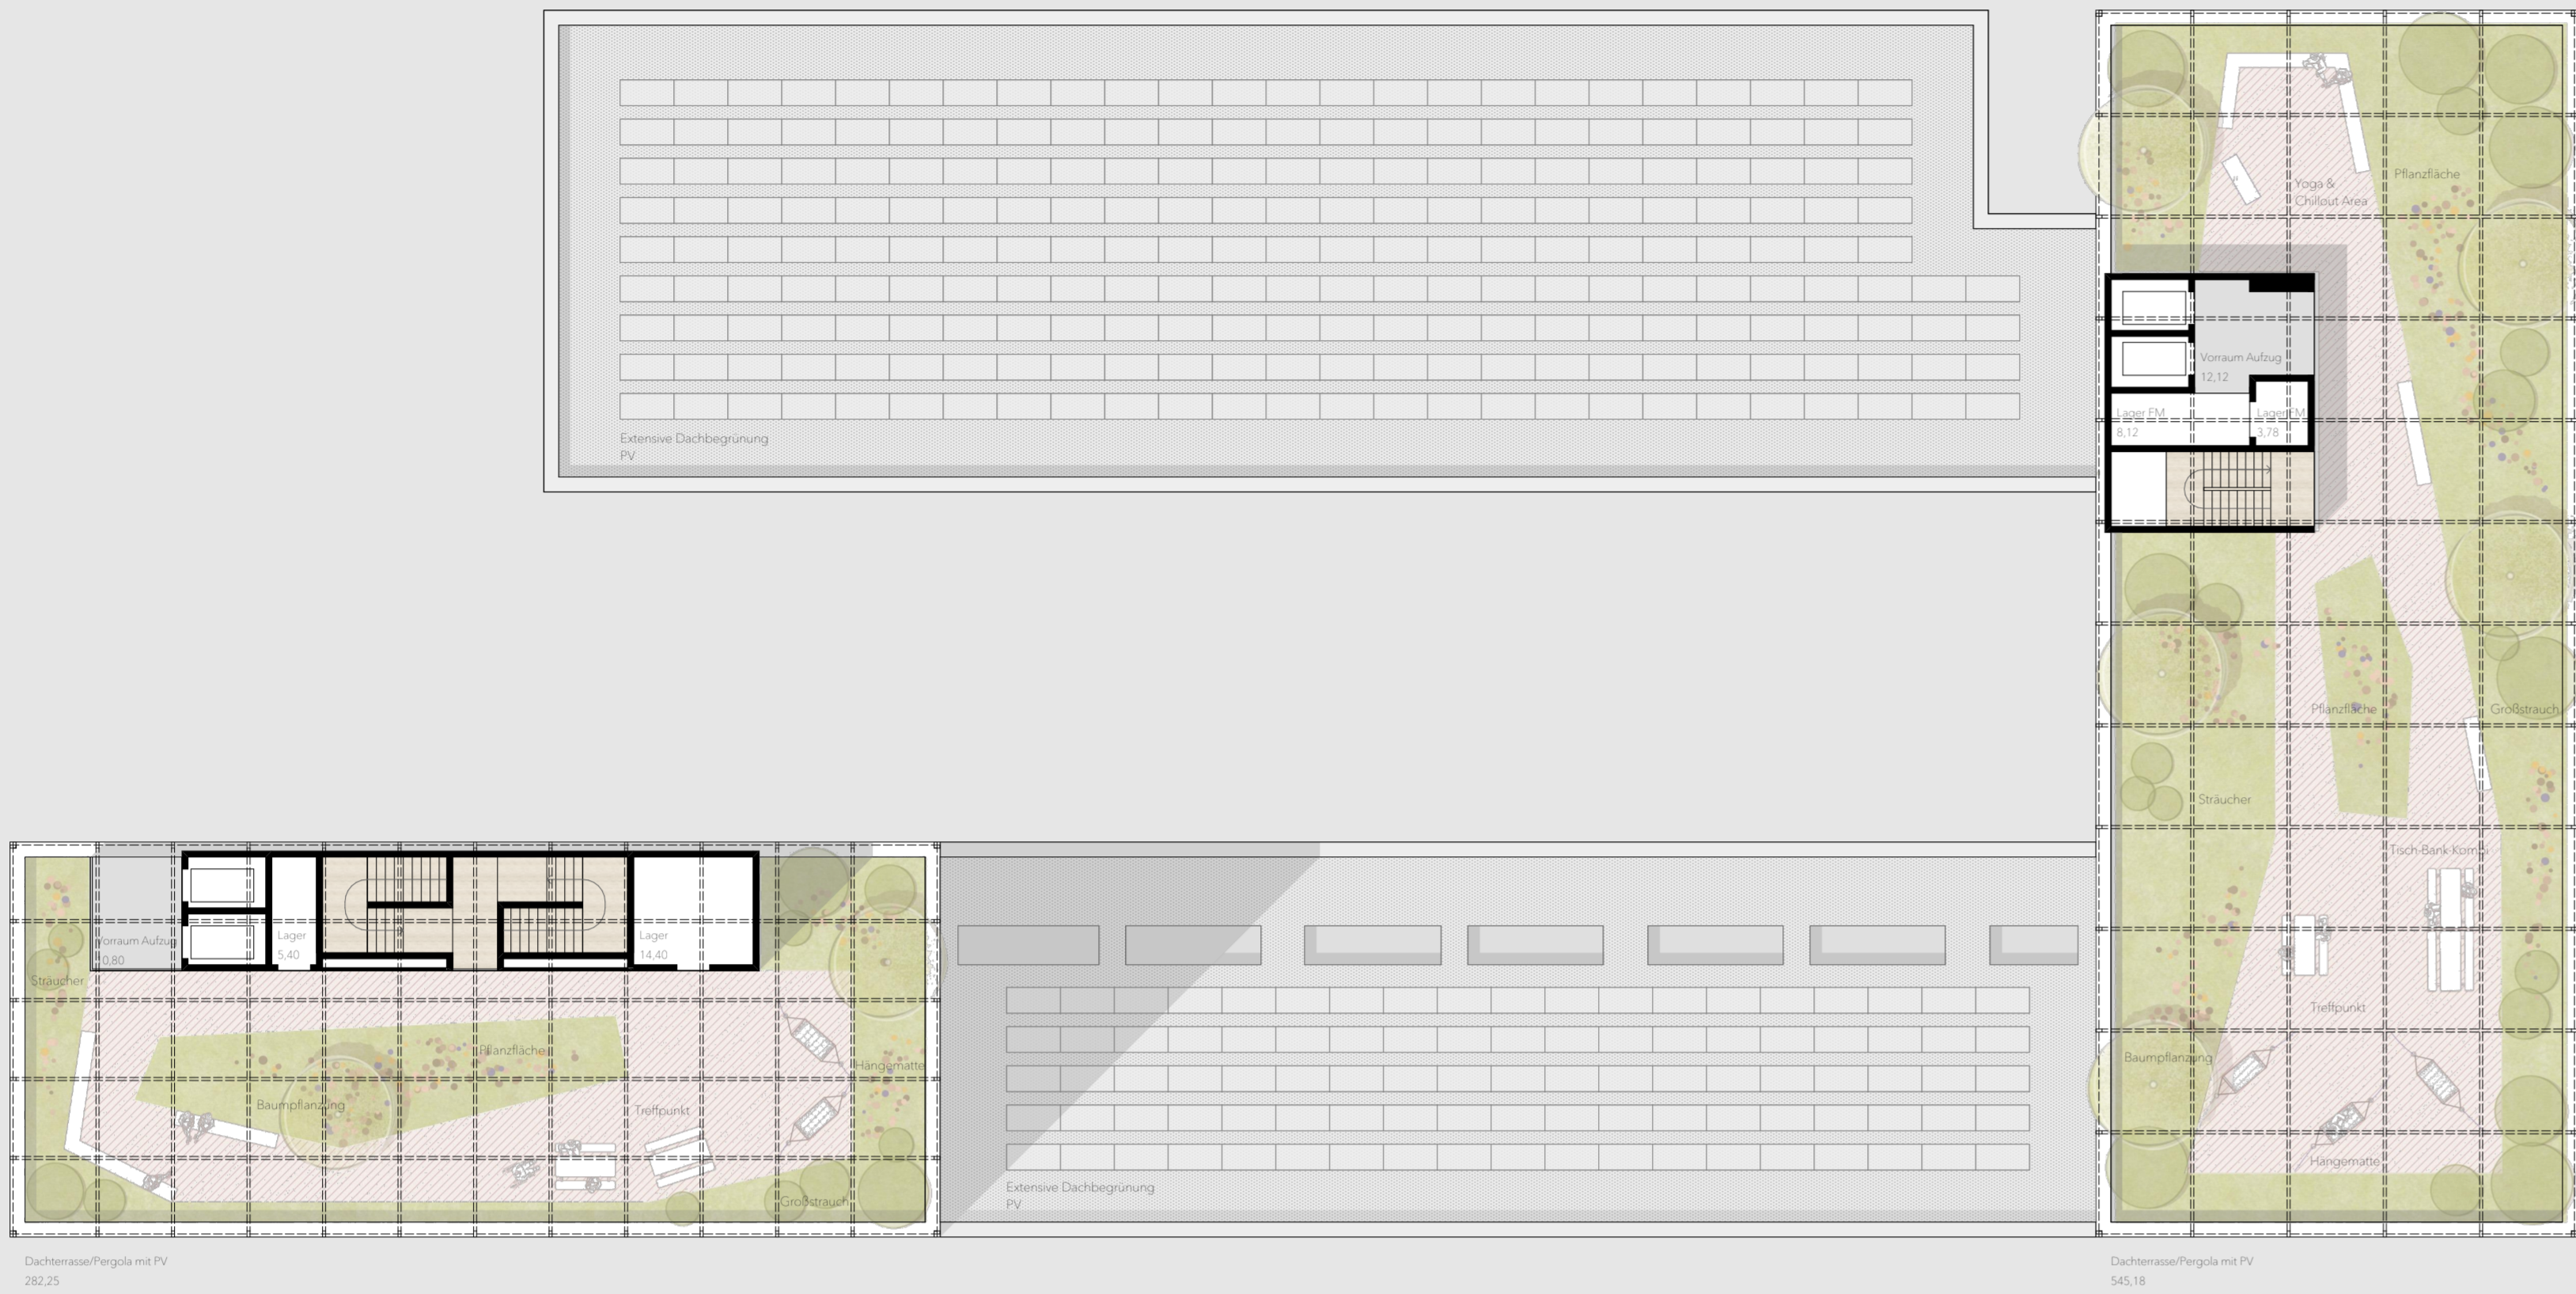 Yoga &
Chillout Area
Pflanzfläche
Vorraum Aufzug
12,12
Lager FM
8,12
Lager FM
3,78
Extensive Dachbegrünung
PV
Pflanzfläche
Großstrauch
Sträucher
Tisch-Bank-Kombi
Treffpunkt
Baumpflanzung
Hängematte
Vorraum Aufzug
0,80
Lager
5,40
Lager
14,40
Sträucher
Pflanzfläche
Hängematte
Baumpflanzung
Treffpunkt
Großstrauch
Extensive Dachbegrünung
PV
Dachterrasse/Pergola mit PV
282,25
Dachterrasse/Pergola mit PV
545,18